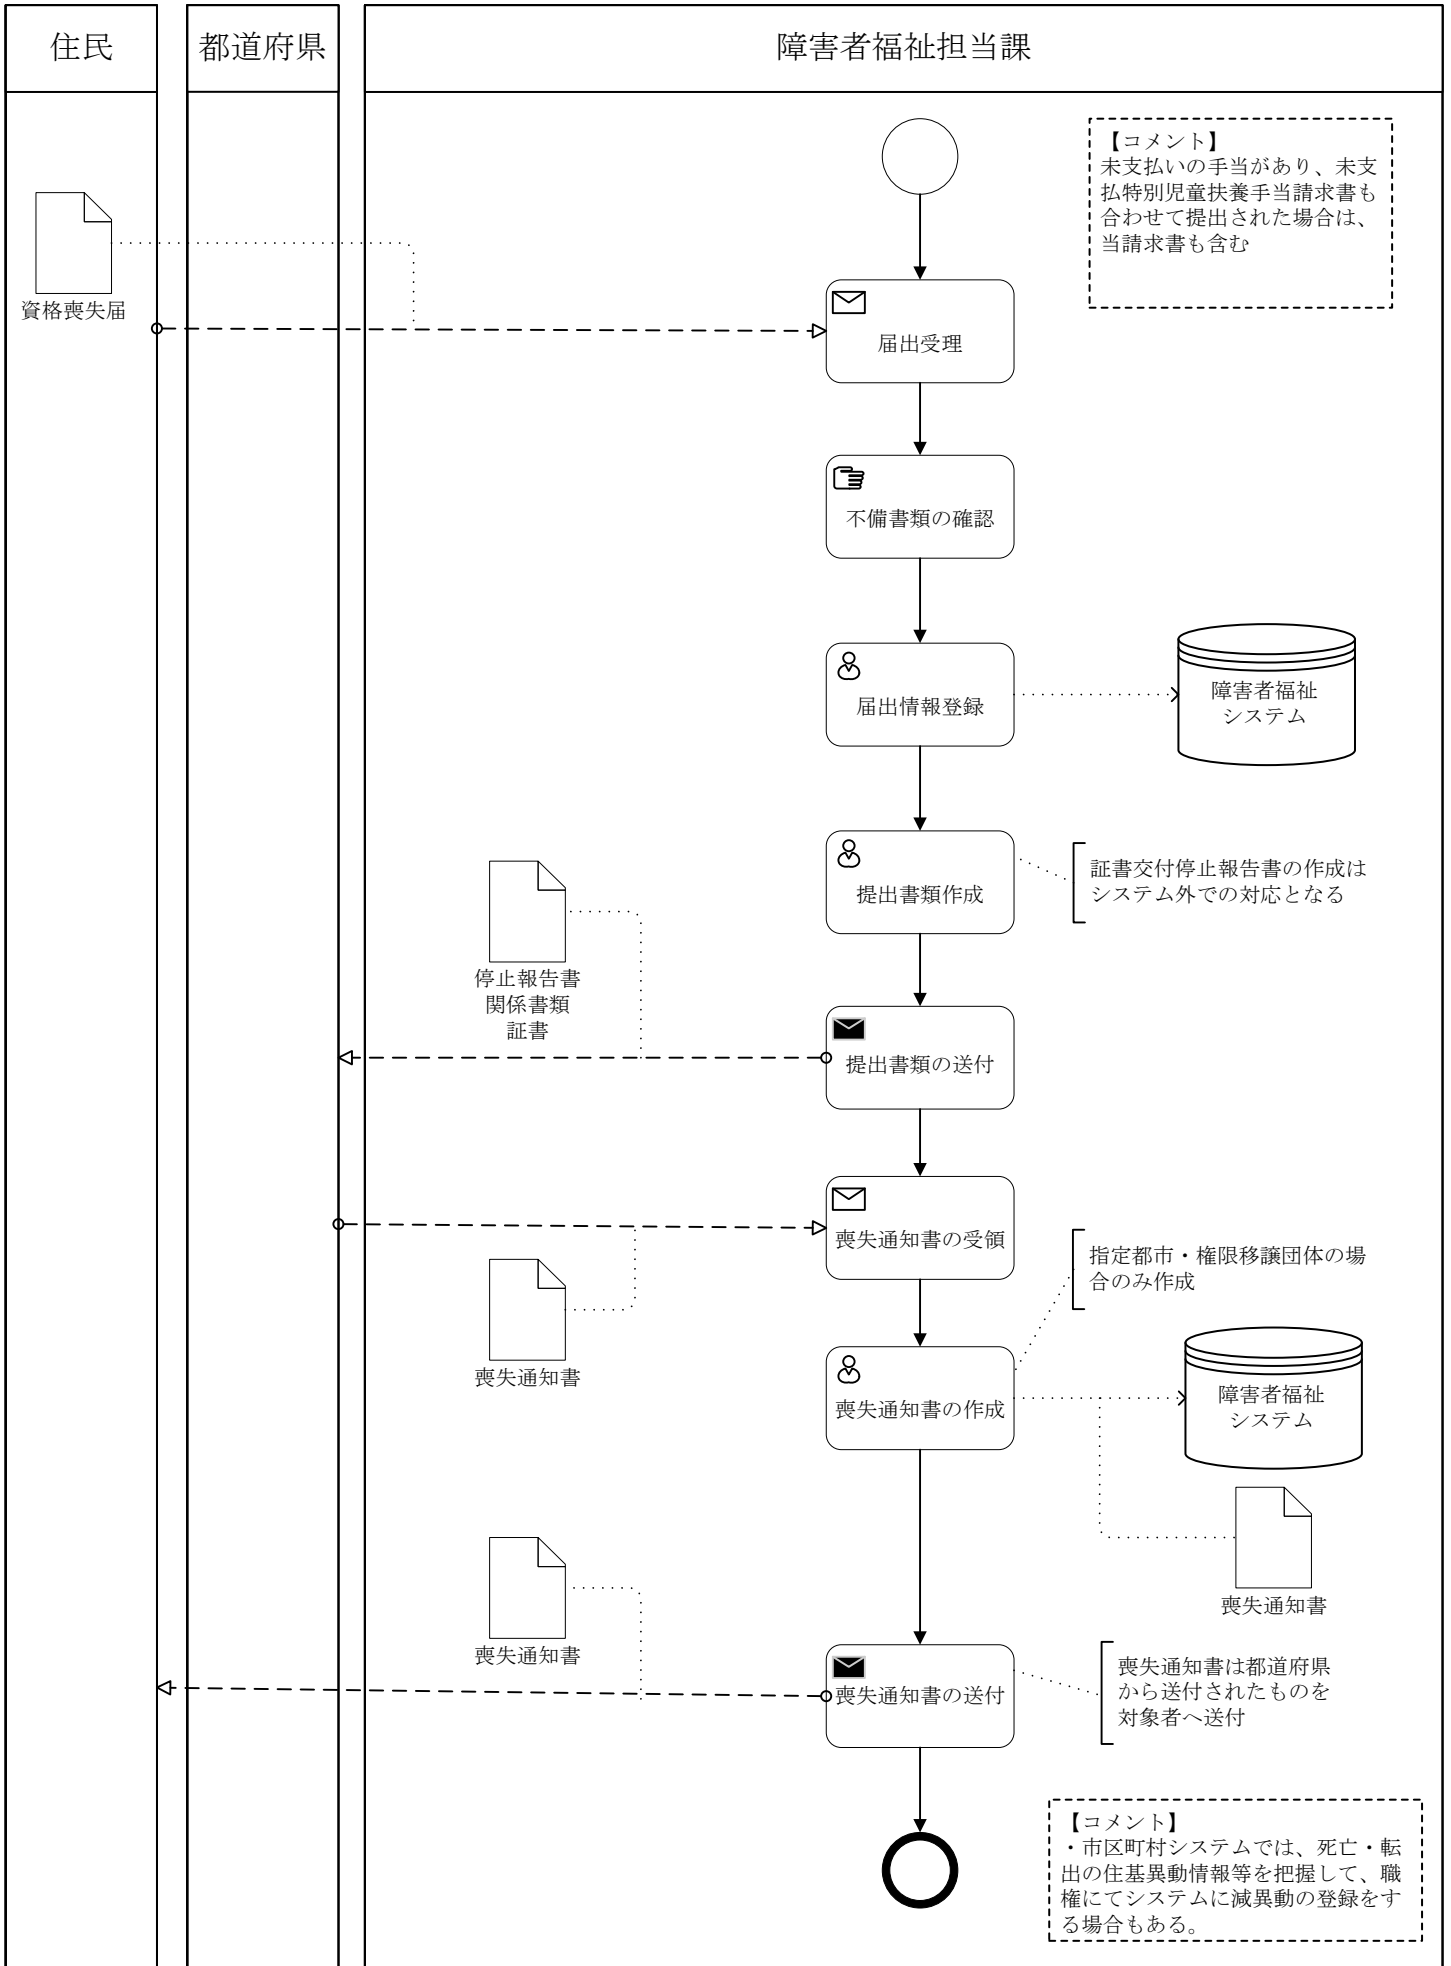 住民
都道府県
障害者福祉担当課
【コメント】
未支払いの手当があり、未支
払特別児童扶養手当請求書も
合わせて提出された場合は、
当請求書も含む
資格喪失届
届出受理
不備書類の確認
届出情報登録
障害者福祉
システム
提出書類作成
証書交付停止報告書の作成は
システム外での対応となる
停止報告書
関係書類
証書
提出書類の送付
喪失通知書の受領
指定都市・権限移譲団体の場
合のみ作成
喪失通知書
喪失通知書の作成
障害者福祉
システム
喪失通知書
喪失通知書
喪失通知書の送付
喪失通知書は都道府県
から送付されたものを
対象者へ送付
【コメント】
・市区町村システムでは、死亡・転
出の住基異動情報等を把握して、職
権にてシステムに減異動の登録をす
る場合もある。